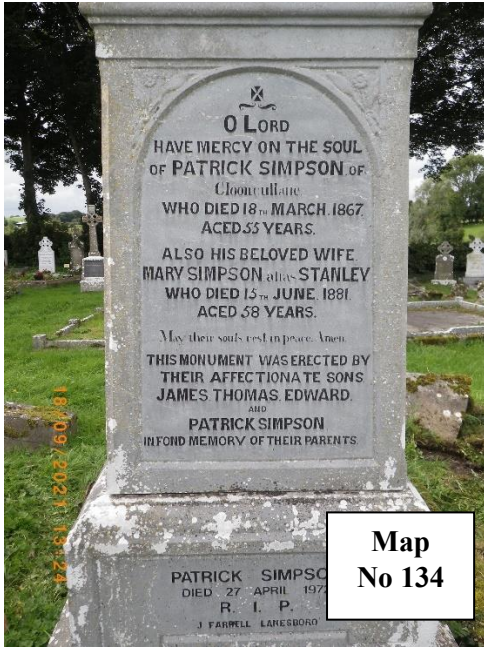 O LORD
HAVE MERCY ON THE SOUL
OF PATRICK SIMPSON, OF
Clooncullane
WHO DIED 18TH MARCH, 1867,
AGED 55 YEARS.
ALSO HIS BELOVED WIFE
MARY SIMPSON alias STANLEY
WHO DIED 15TH JUNE, 1881,
AGED 58 YEARS.
May their souls rest in peace. Amen.
THIS MONUMENT WAS ERECTED BY
THEIR AFFECTIONATE SONS
JAMES, THOMAS, EDWARD,
AND
PATRICK SIMPSON
IN FOND MEMORY OF THEIR PARENTS.
PATRICK SIMPSO
DIED 27 APRIL 197
R. I. P.
J FARRELL LANESBORO
Map
No 134
18/09/2021 13:24